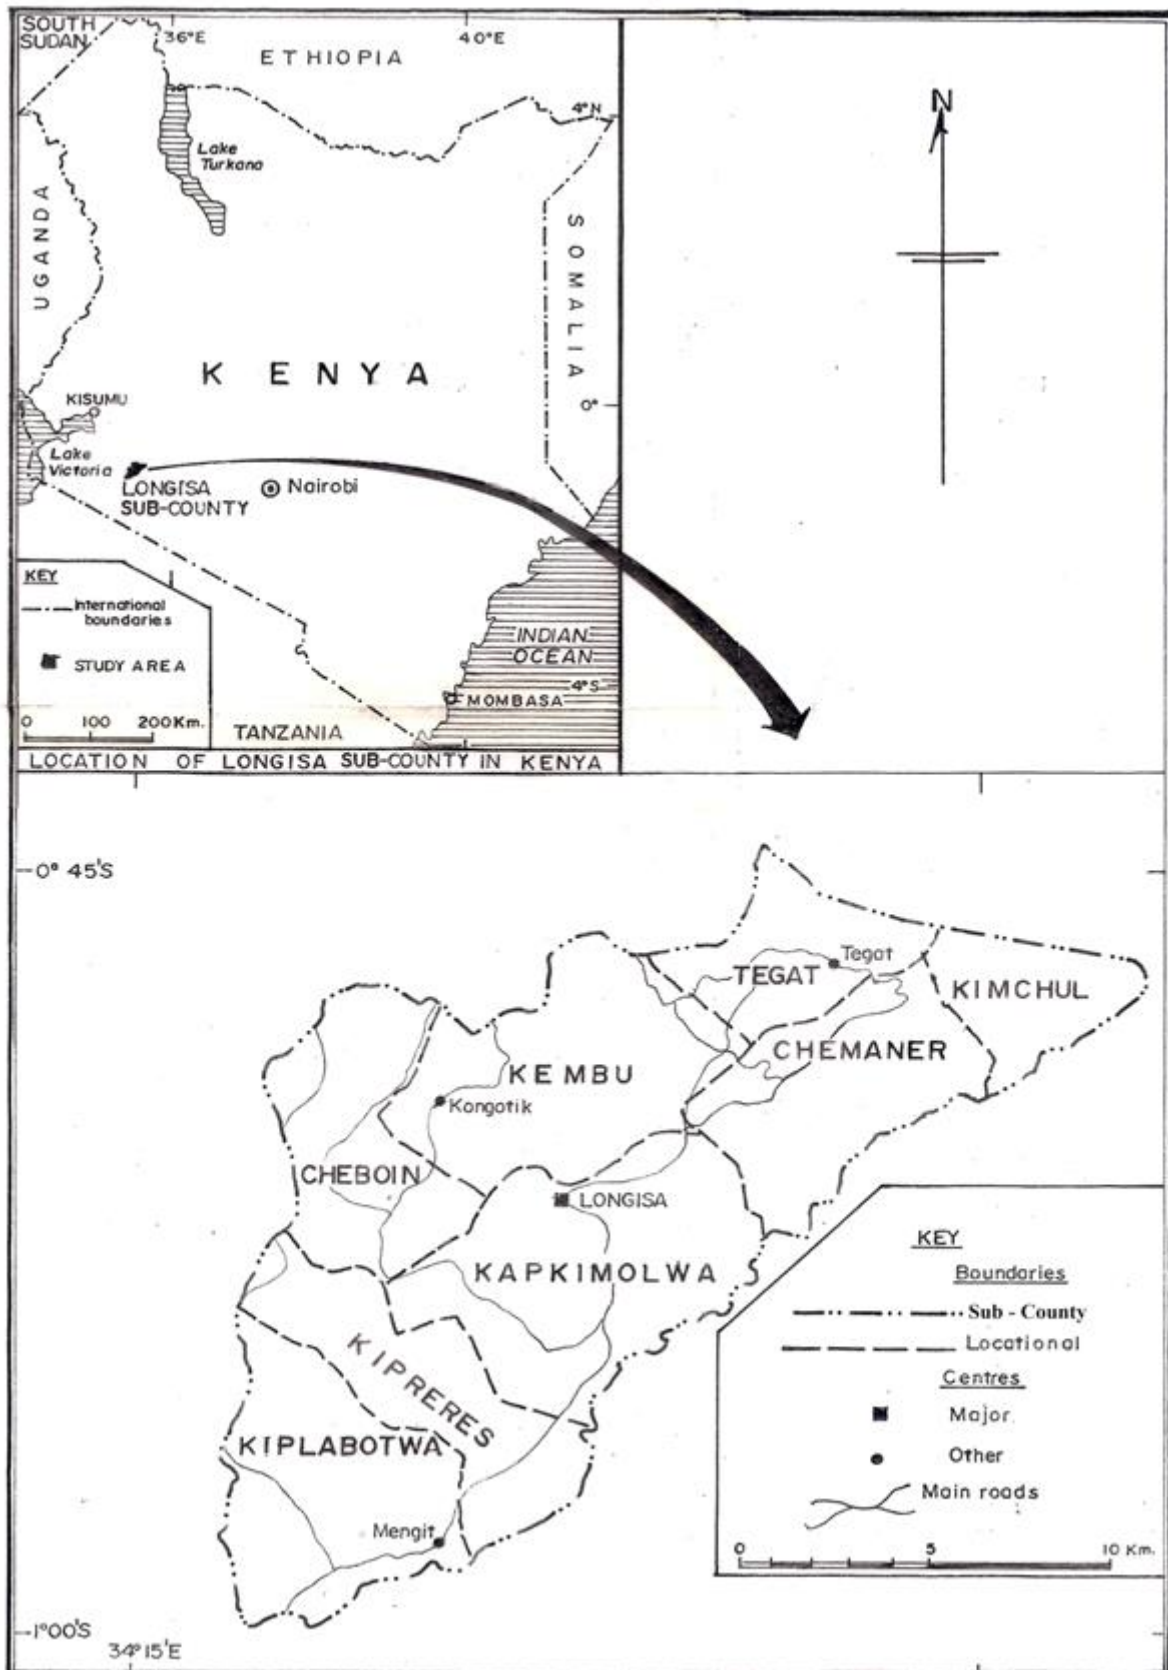 SOUTH
SUDAN
36°E
40°E
ETHIOPIA
4°N
Lake
Turkana
UGANDA
SOMALIA
KENYA
KISUMU
0°
Lake
Victoria
LONGISA
SUB-COUNTY
Nairobi
KEY
International
boundaries
STUDY AREA
0 100 200 Km.
INDIAN
OCEAN
4°S
MOMBASA
TANZANIA
LOCATION OF LONGISA SUB-COUNTY IN KENYA
N
0° 45'S
TEGAT
Tegat
KIMCHUL
CHEMANER
KEMBU
Kongotik
CHEBOIN
LONGISA
KAPKIMOLWA
KIPRERES
KIPLABOTWA
Mengit
KEY
Boundaries
Sub - County
Locational
Centres
Major
Other
Main roads
0 5 10 Km.
1°00'S
34°15'E